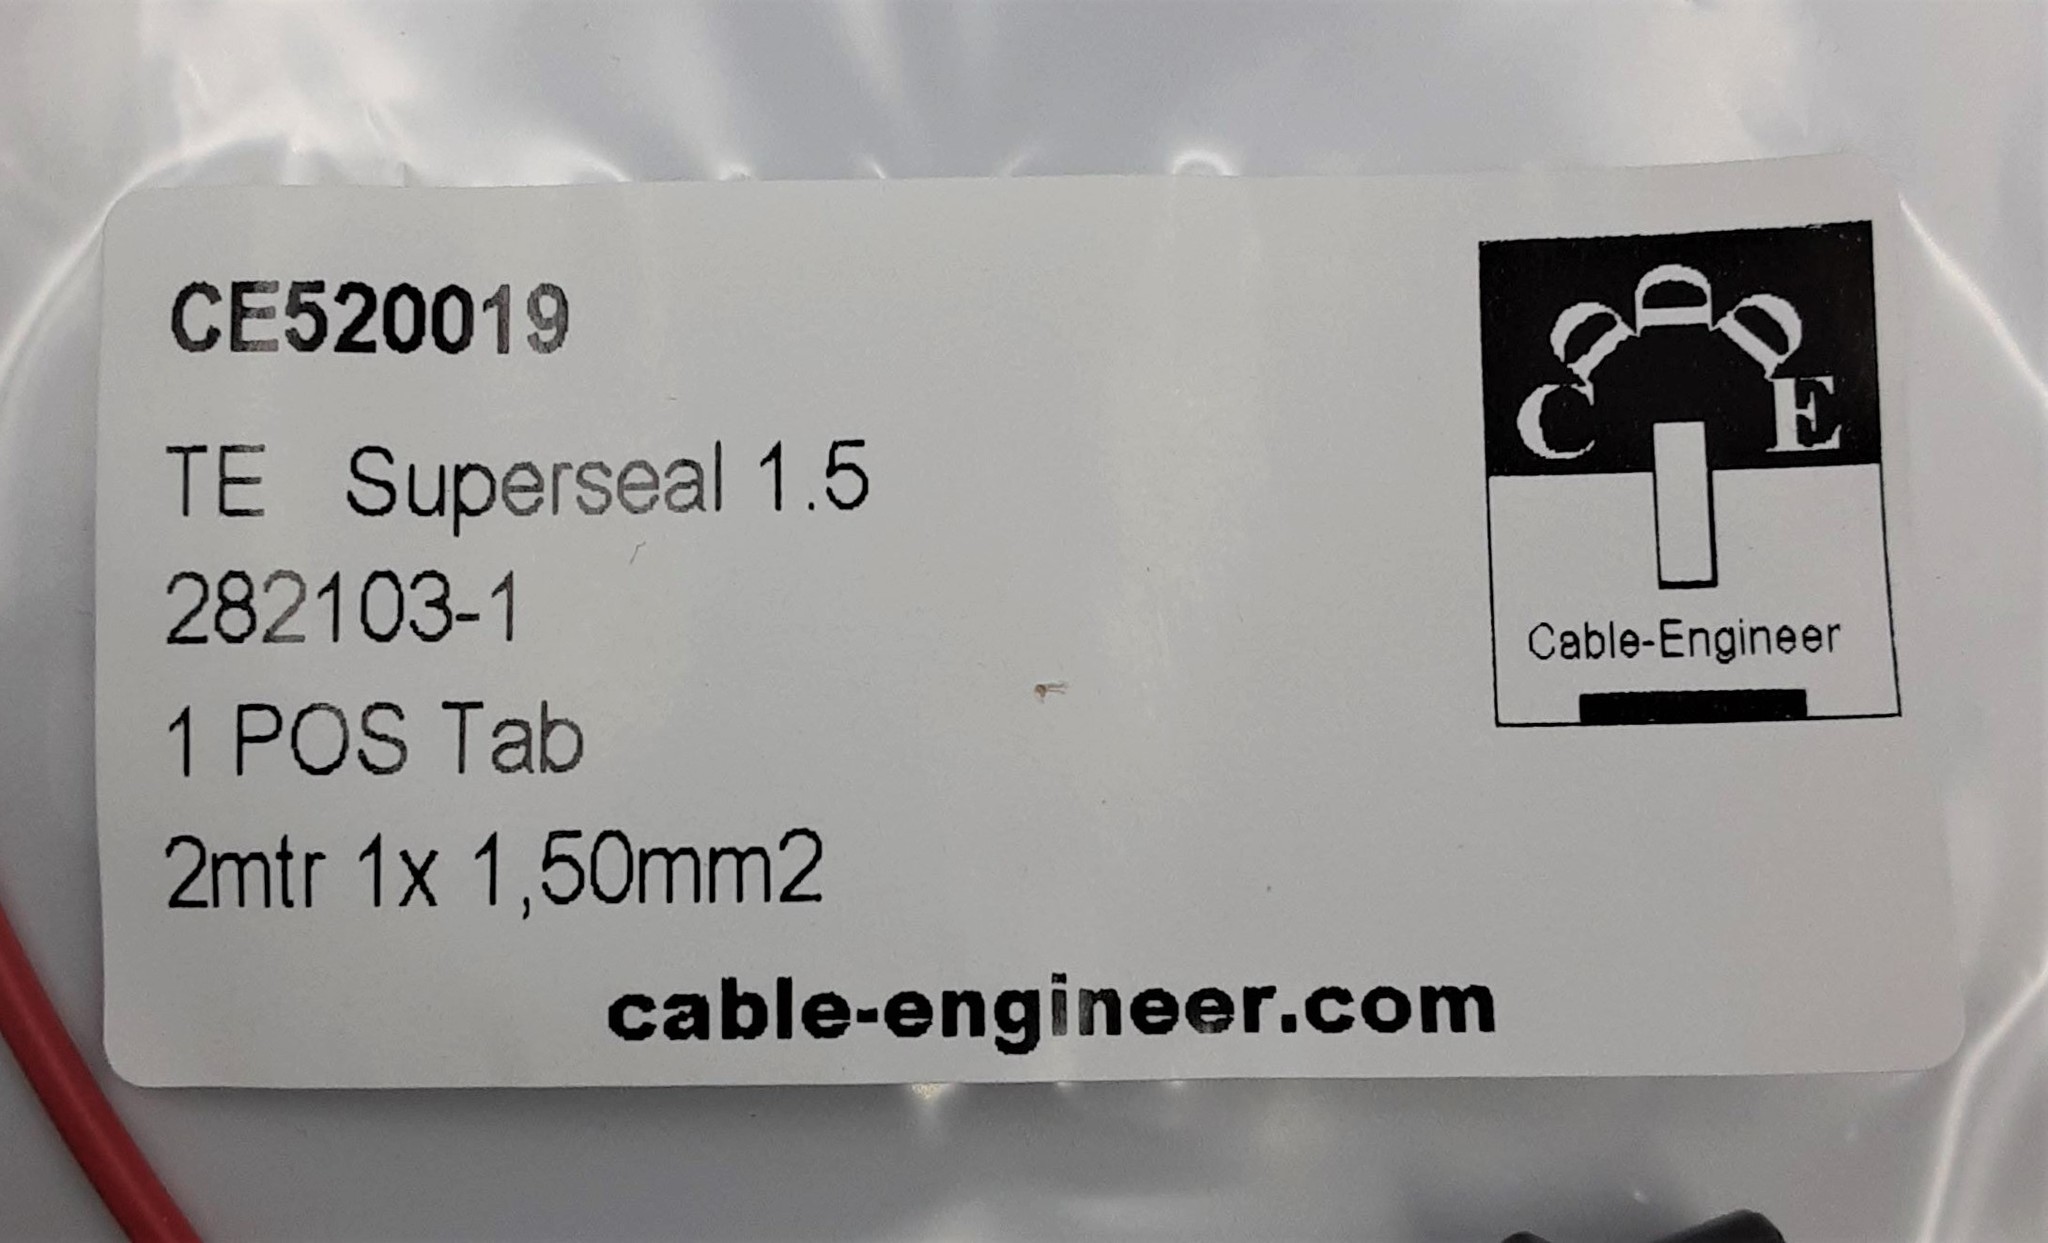 CE520019
TE Superseal 1.5
282103-1
1 POS Tab
2mtr 1x 1,50mm2
cable-engineer.com
C E
Cable-Engineer